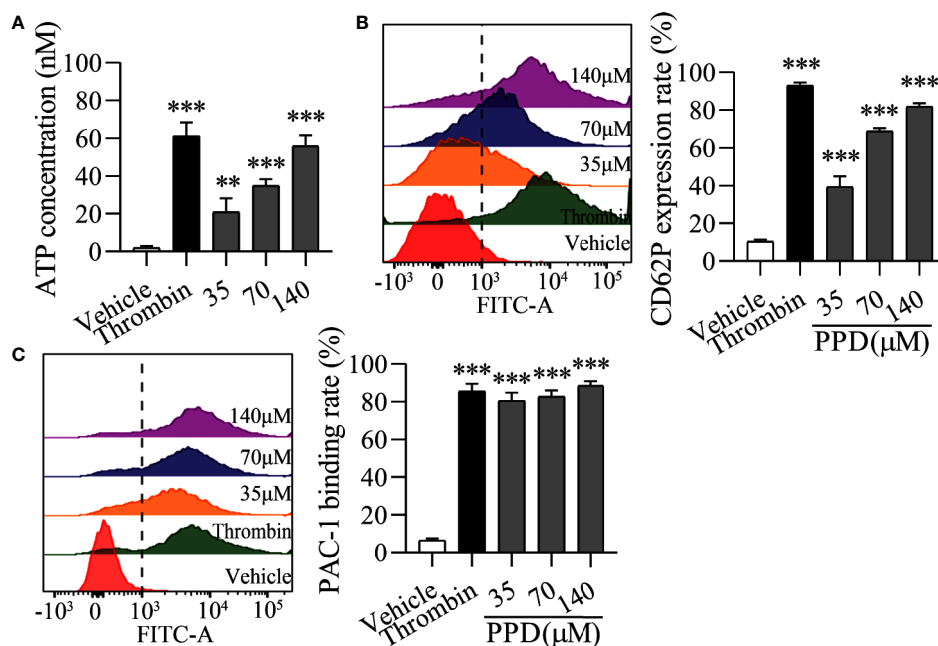 A
ATP concentration (nM)
100
80
60
40
20
0
***
**
***
***
Vehicle
Thrombin
35
70
140
B
140μM
70μM
35μM
Thrombin
Vehicle
-10³ 0 10³ 10⁴ 10⁵
FITC-A
CD62P expression rate (%)
100
80
60
40
20
0
***
***
***
***
Vehicle
Thrombin
35
70
140
PPD(μM)
C
140μM
70μM
35μM
Thrombin
Vehicle
-10³ 0 10³ 10⁴ 10⁵
FITC-A
PAC-1 binding rate (%)
100
80
60
40
20
0
***
***
***
***
Vehicle
Thrombin
35
70
140
PPD(μM)